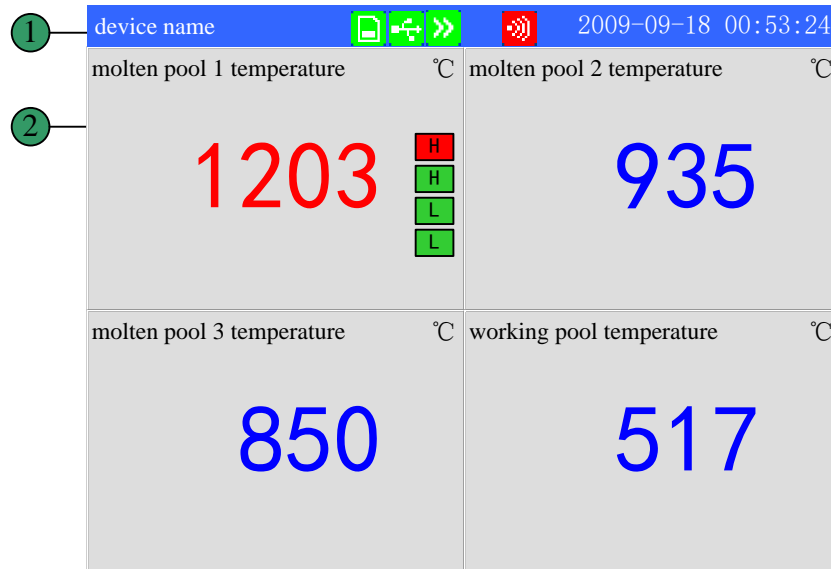 1
device name
2009-09-18 00:53:24
molten pool 1 temperature ℃
molten pool 2 temperature ℃
2
1203
H
H
L
L
935
molten pool 3 temperature ℃
working pool temperature ℃
850
517